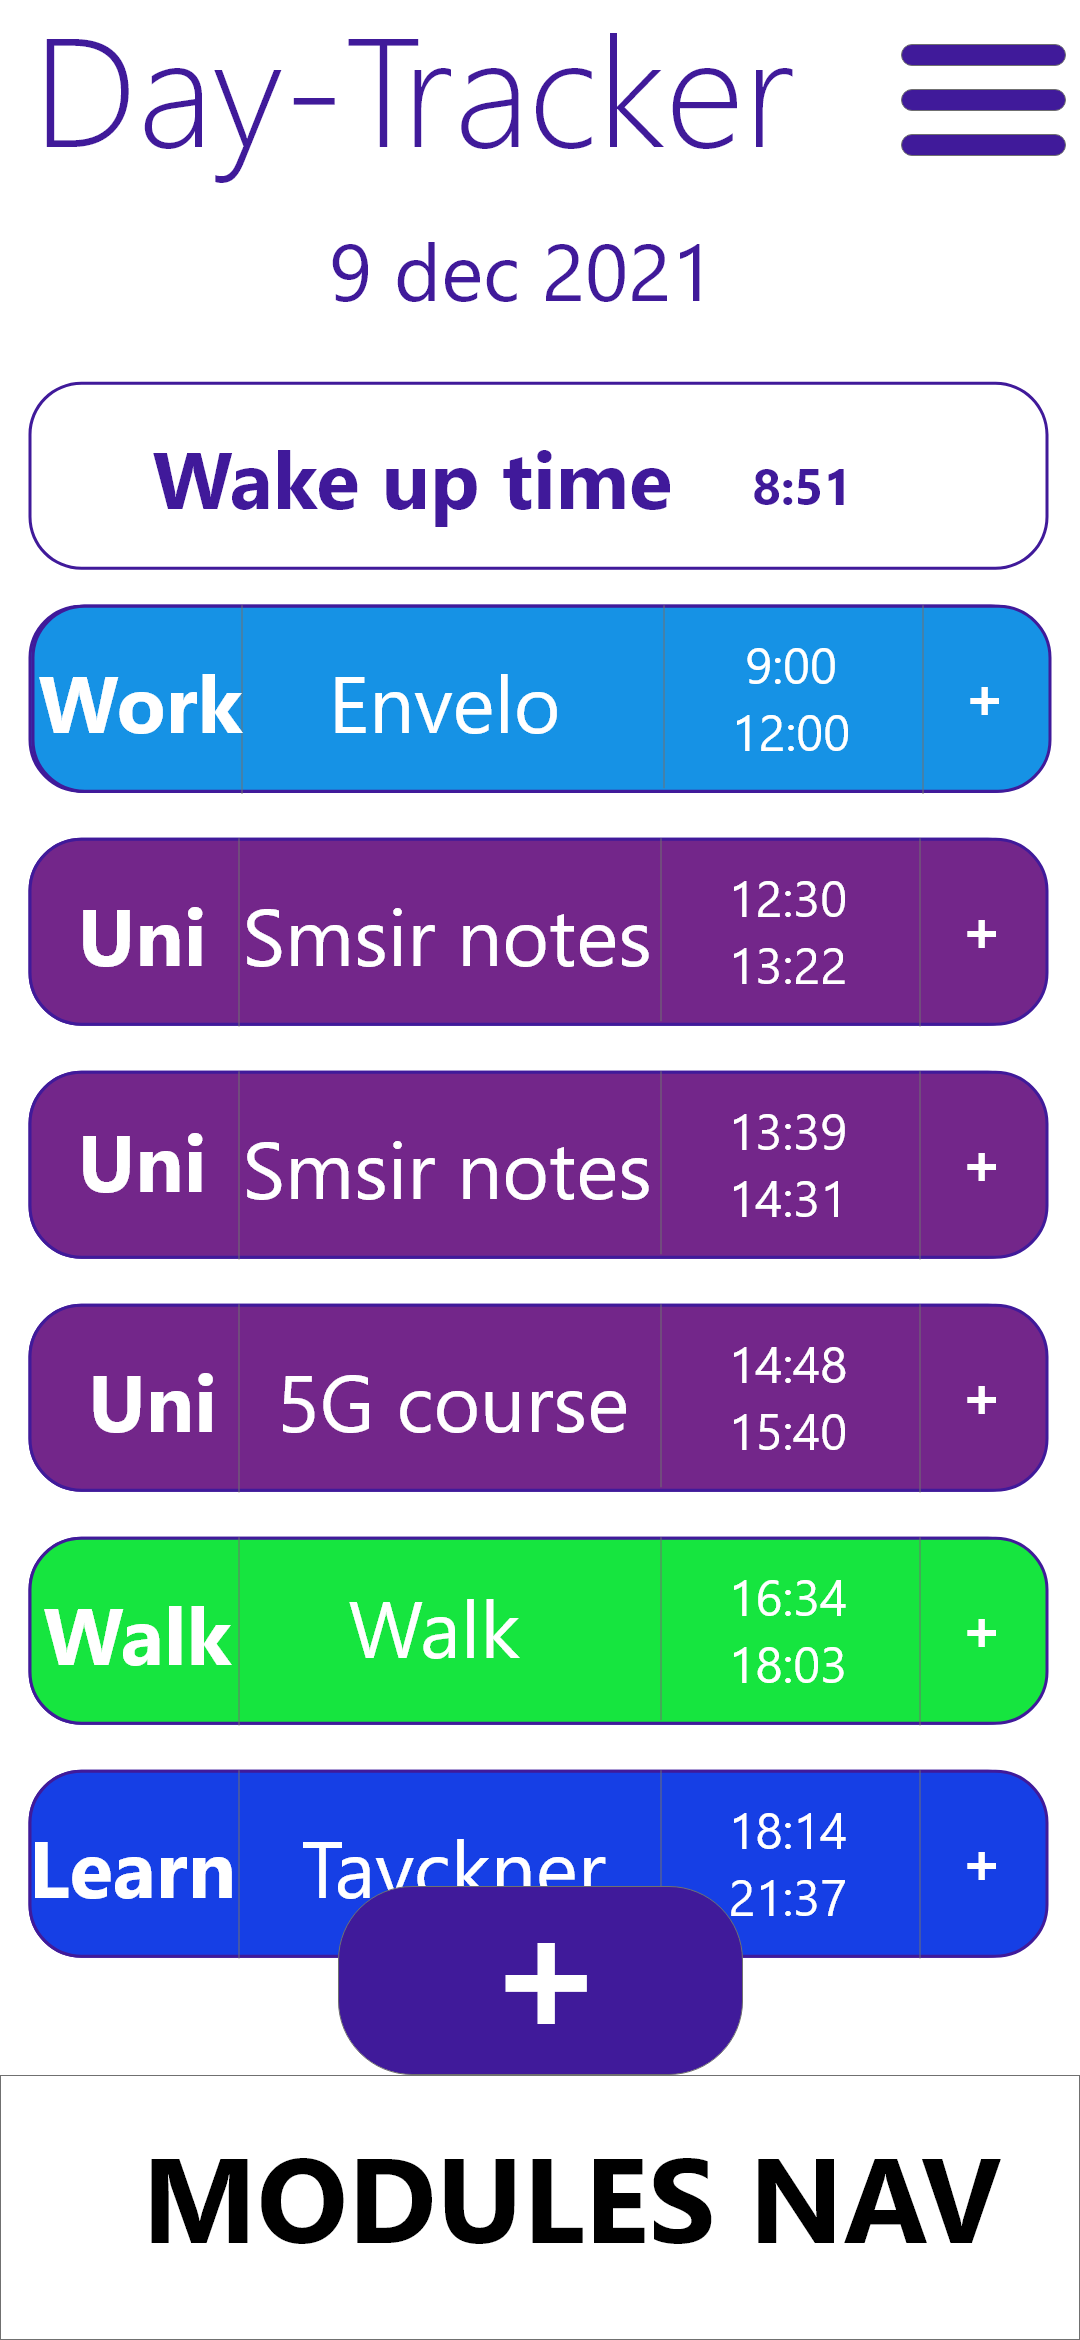 Day-Tracker
9 dec 2021
Wake up time 8:51
Work Envelo 9:00 +
12:00
Uni Smsir notes 12:30 +
13:22
Uni Smsir notes 13:39 +
14:31
Uni 5G course 14:48 +
15:40
Walk Walk 16:34 +
18:03
Learn Tayckner 18:14 +
21:37
+
MODULES NAV